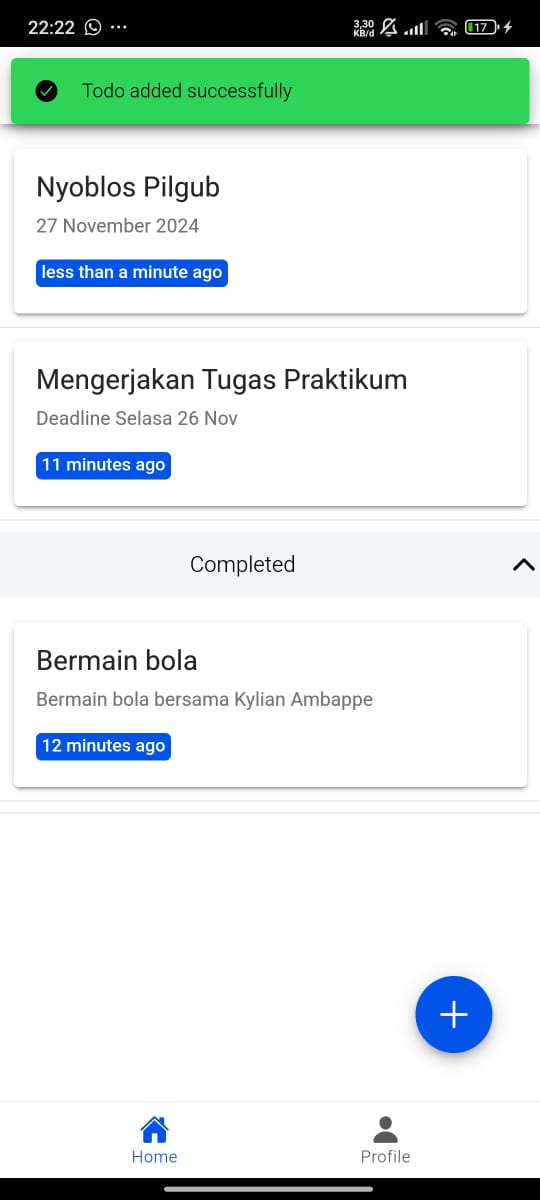 22:22
3,30
KB/d
17
Todo added successfully
Nyoblos Pilgub
27 November 2024
less than a minute ago
Mengerjakan Tugas Praktikum
Deadline Selasa 26 Nov
11 minutes ago
Completed
Bermain bola
Bermain bola bersama Kylian Ambappe
12 minutes ago
Home
Profile